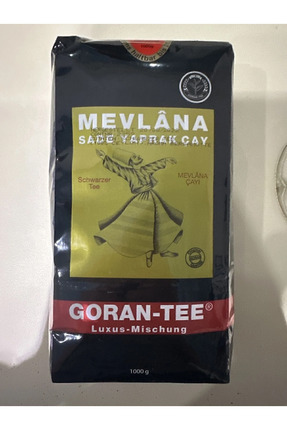 MEVLÂNA
SADE YAPRAK ÇAY
Schwarzer
Tee
MEVLÂNA
ÇAYI
GORAN-TEE®
Luxus-Mischung
1000 g